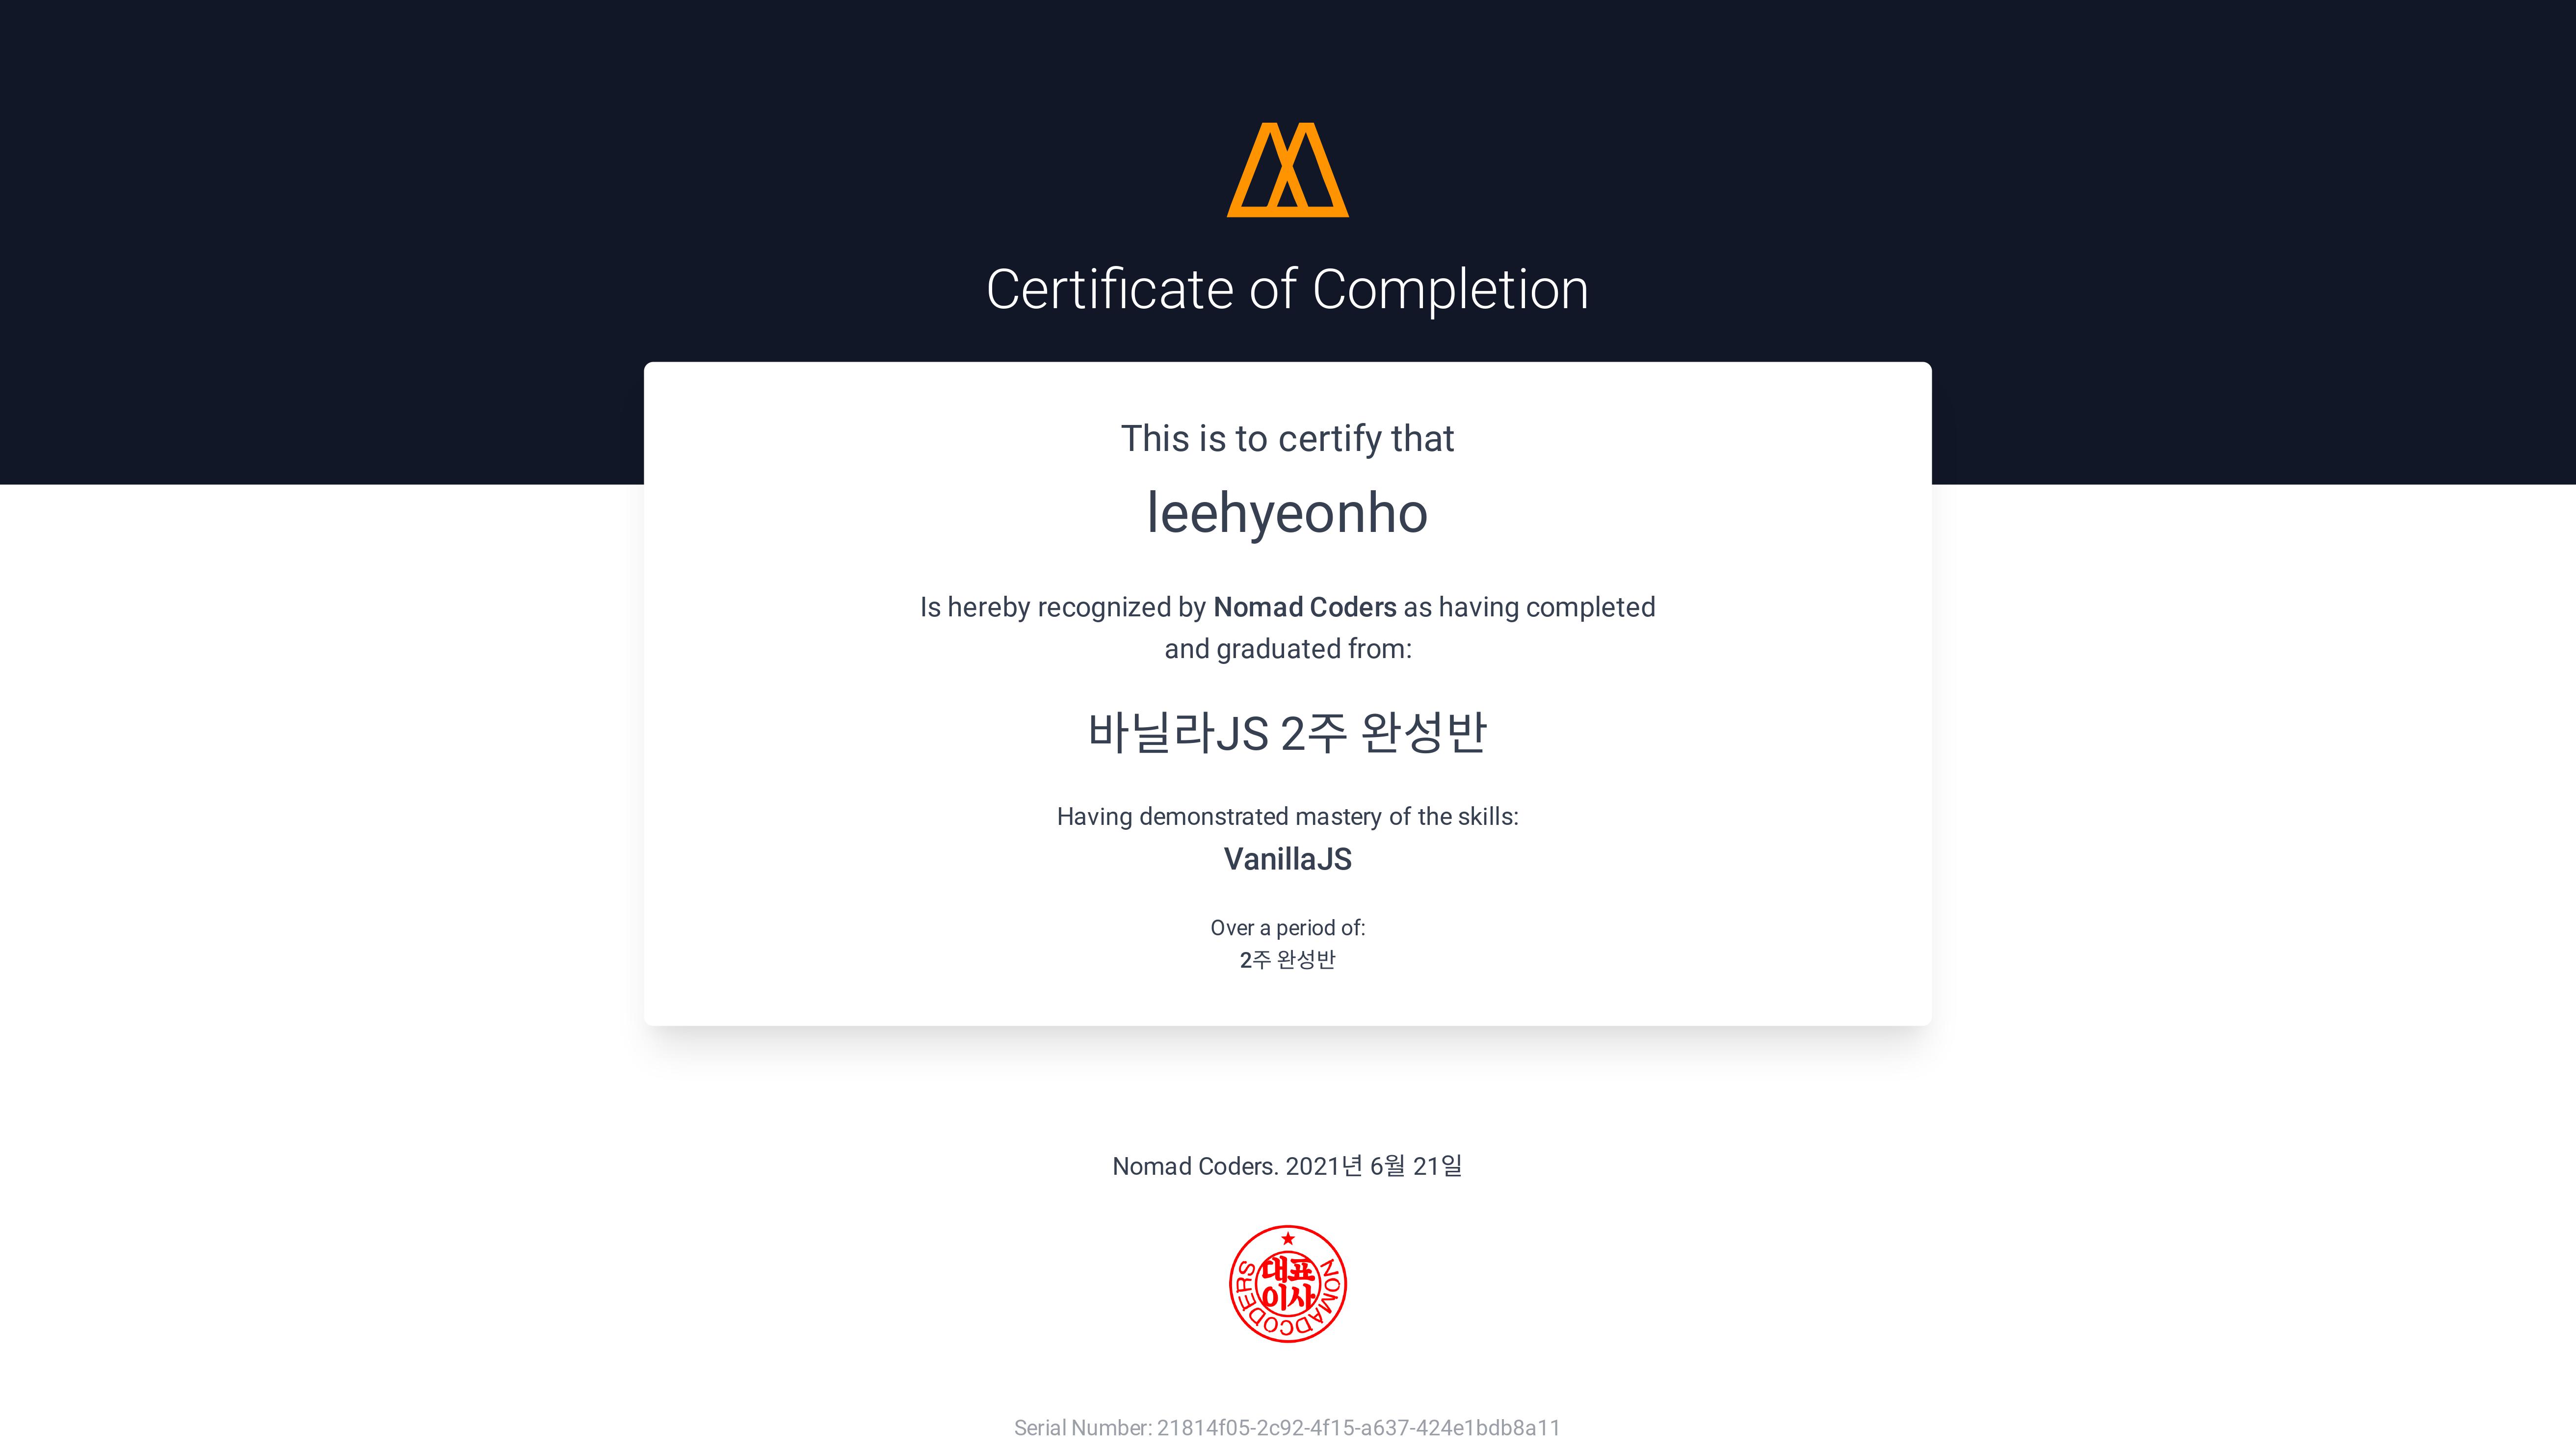 Certificate of Completion
This is to certify that
leehyeonho
Is hereby recognized by Nomad Coders as having completed
and graduated from:
바닐라JS 2주 완성반
Having demonstrated mastery of the skills:
VanillaJS
Over a period of:
2주 완성반
Nomad Coders. 2021년 6월 21일
NOMADCODERS
대표
이사
Serial Number: 21814f05-2c92-4f15-a637-424e1bdb8a11